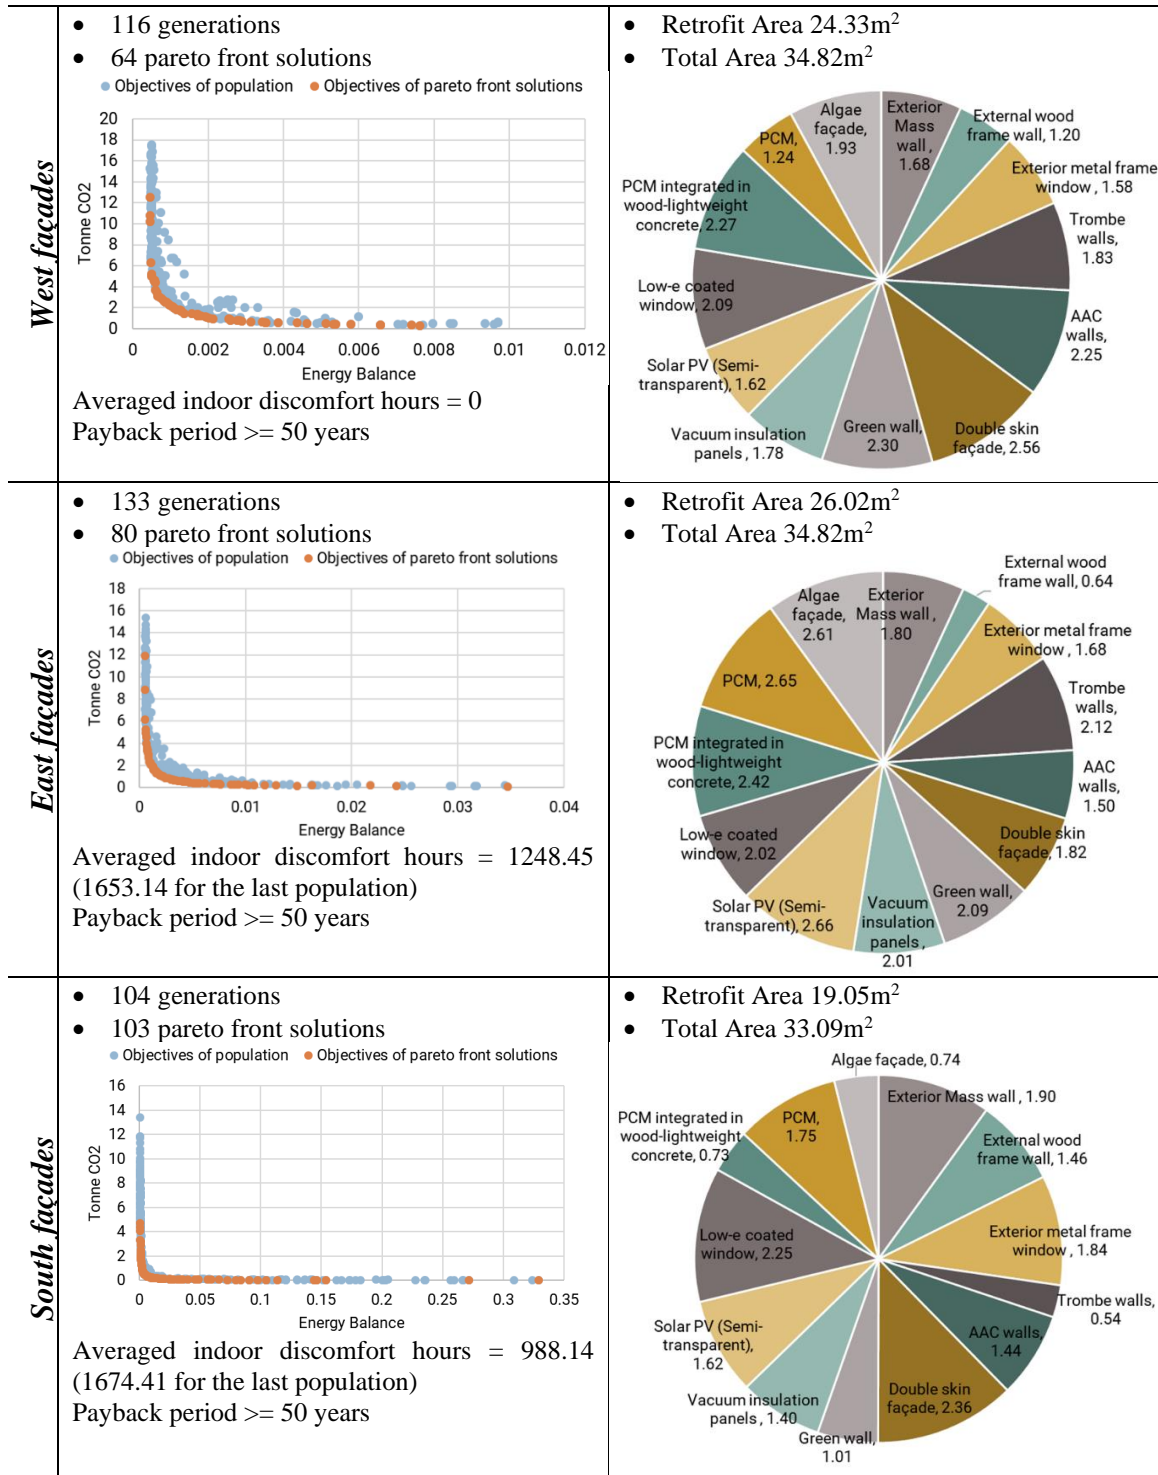 West façades
• 116 generations
• 64 pareto front solutions
Objectives of population Objectives of pareto front solutions
Tonne CO2
20
18
16
14
12
10
8
6
4
2
0
0 0.002 0.004 0.006 0.008 0.01 0.012
Energy Balance
Averaged indoor discomfort hours = 0
Payback period >= 50 years
• Retrofit Area 24.33m²
• Total Area 34.82m²
Exterior
Mass
wall ,
1.68
External wood
frame wall, 1.20
Exterior metal frame
window , 1.58
Trombe
walls,
1.83
AAC
walls,
2.25
Double skin
façade, 2.56
Green wall,
2.30
Vacuum insulation
panels , 1.78
Solar PV (Semi-
transparent), 1.62
Low-e coated
window, 2.09
PCM integrated in
wood-lightweight
concrete, 2.27
PCM,
1.24
Algae
façade,
1.93
East façades
• 133 generations
• 80 pareto front solutions
Objectives of population Objectives of pareto front solutions
Tonne CO2
18
16
14
12
10
8
6
4
2
0
0 0.01 0.02 0.03 0.04
Energy Balance
Averaged indoor discomfort hours = 1248.45
(1653.14 for the last population)
Payback period >= 50 years
• Retrofit Area 26.02m²
• Total Area 34.82m²
Exterior
Mass wall ,
1.80
External wood
frame wall, 0.64
Exterior metal frame
window , 1.68
Trombe
walls,
2.12
AAC
walls,
1.50
Double skin
façade, 1.82
Green wall,
2.09
Vacuum
insulation
panels ,
2.01
Solar PV (Semi-
transparent), 2.66
Low-e coated
window, 2.02
PCM integrated in
wood-lightweight
concrete, 2.42
PCM, 2.65
Algae
façade,
2.61
South façades
• 104 generations
• 103 pareto front solutions
Objectives of population Objectives of pareto front solutions
Tonne CO2
16
14
12
10
8
6
4
2
0
0 0.05 0.1 0.15 0.2 0.25 0.3 0.35
Energy Balance
Averaged indoor discomfort hours = 988.14
(1674.41 for the last population)
Payback period >= 50 years
• Retrofit Area 19.05m²
• Total Area 33.09m²
Exterior Mass wall , 1.90
External wood
frame wall, 1.46
Exterior metal frame
window , 1.84
Trombe walls,
0.54
AAC walls,
1.44
Double skin
façade, 2.36
Green wall,
1.01
Vacuum insulation
panels , 1.40
Solar PV (Semi-
transparent),
1.62
Low-e coated
window, 2.25
PCM integrated in
wood-lightweight
concrete, 0.73
PCM,
1.75
Algae façade, 0.74